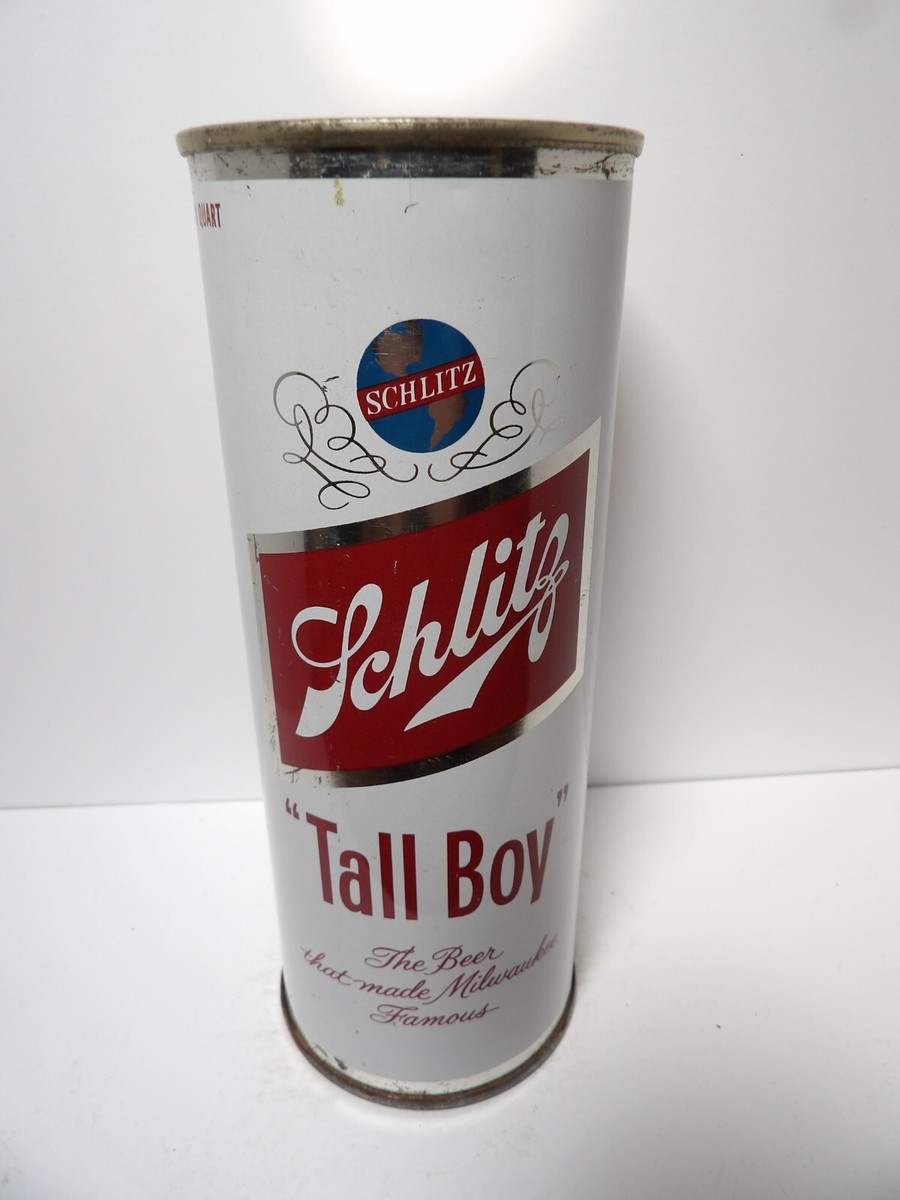 QUART
SCHLITZ
Schlitz
"Tall Boy"
The Beer
that made Milwaukee
Famous